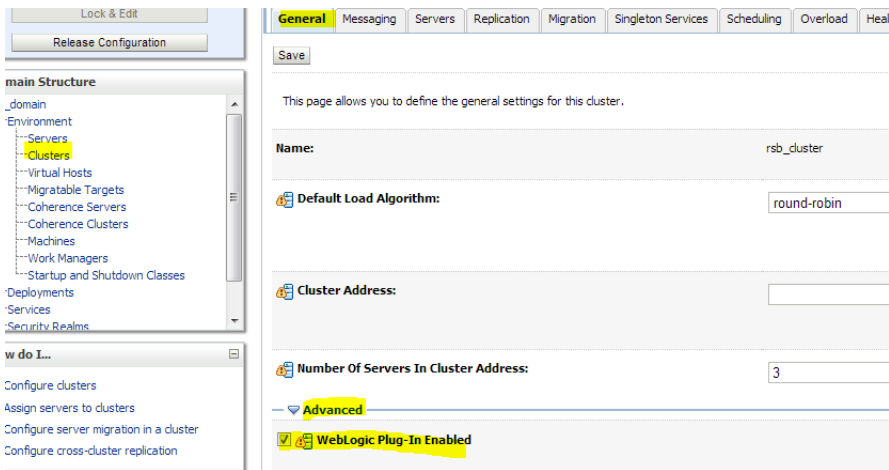 Lock & Edit
Release Configuration
main Structure
_domain
Environment
Servers
Clusters
Virtual Hosts
Migratable Targets
Coherence Servers
Coherence Clusters
Machines
Work Managers
Startup and Shutdown Classes
Deployments
Services
Security Realms
w do I...
Configure clusters
Assign servers to clusters
Configure server migration in a cluster
Configure cross-cluster replication
General Messaging Servers Replication Migration Singleton Services Scheduling Overload Heal
Save
This page allows you to define the general settings for this cluster.
Name: rsb_cluster
Default Load Algorithm: round-robin
Cluster Address:
Number Of Servers In Cluster Address: 3
Advanced
WebLogic Plug-In Enabled